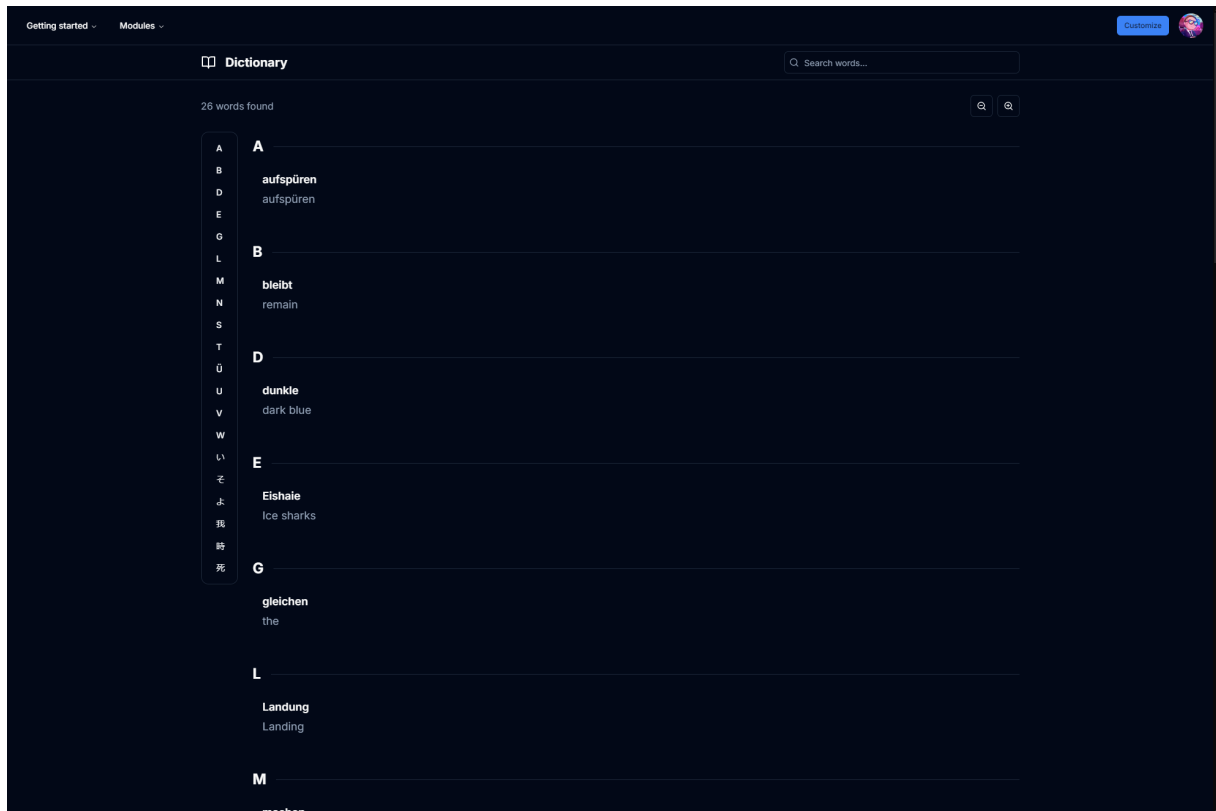 Getting started
Modules
Customize
Dictionary
Search words...
26 words found
A
B
D
E
G
L
M
N
S
T
Ü
U
V
W
い
そ
よ
我
時
死
A
aufspüren
aufspüren
B
bleibt
remain
D
dunkle
dark blue
E
Eishaie
Ice sharks
G
gleichen
the
L
Landung
Landing
M